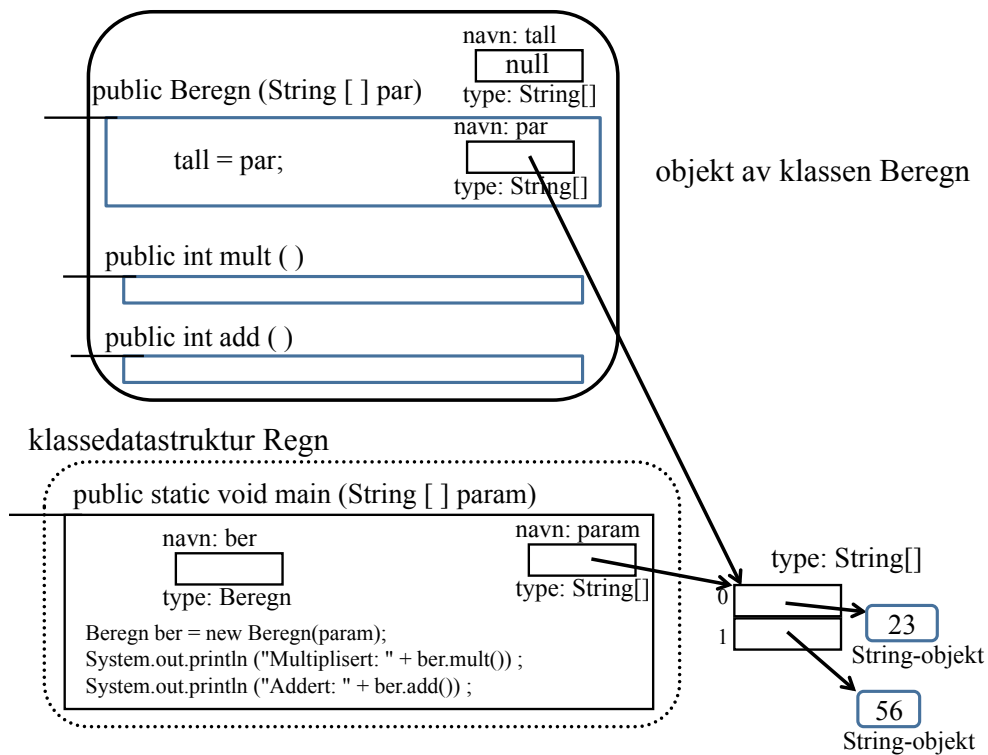 navn: tall
null
type: String[]
public Beregn (String [ ] par)
navn: par
tall = par;
type: String[]
objekt av klassen Beregn
public int mult ( )
public int add ( )
klassedatastruktur Regn
public static void main (String [ ] param)
navn: ber
type: Beregn
navn: param
type: String[]
Beregn ber = new Beregn(param);
System.out.println ("Multiplisert: " + ber.mult()) ;
System.out.println ("Addert: " + ber.add()) ;
type: String[]
0
1
23
String-objekt
56
String-objekt